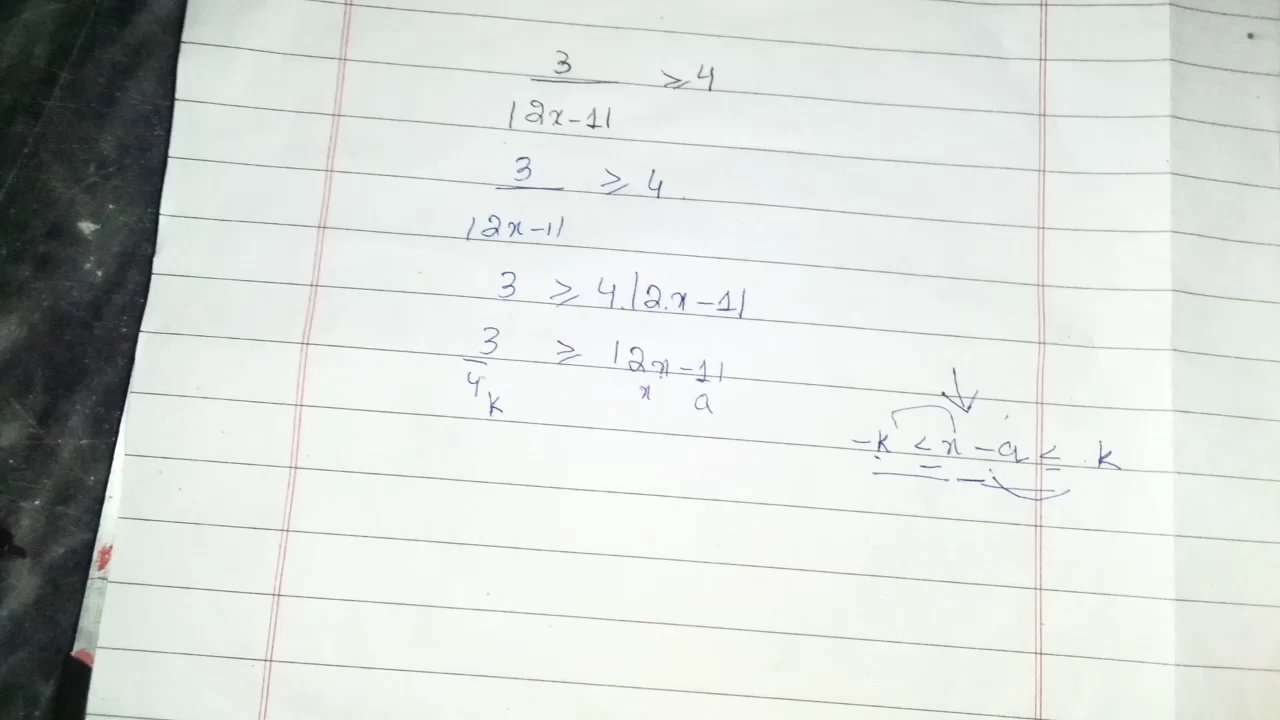 3
—— ≥ 4
|2x-1|
3
—— ≥ 4
|2x-1|
3 ≥ 4.|2x-1|
3 ≥ |2x-1|
4 x a
k
-k ≤ x - a ≤ k